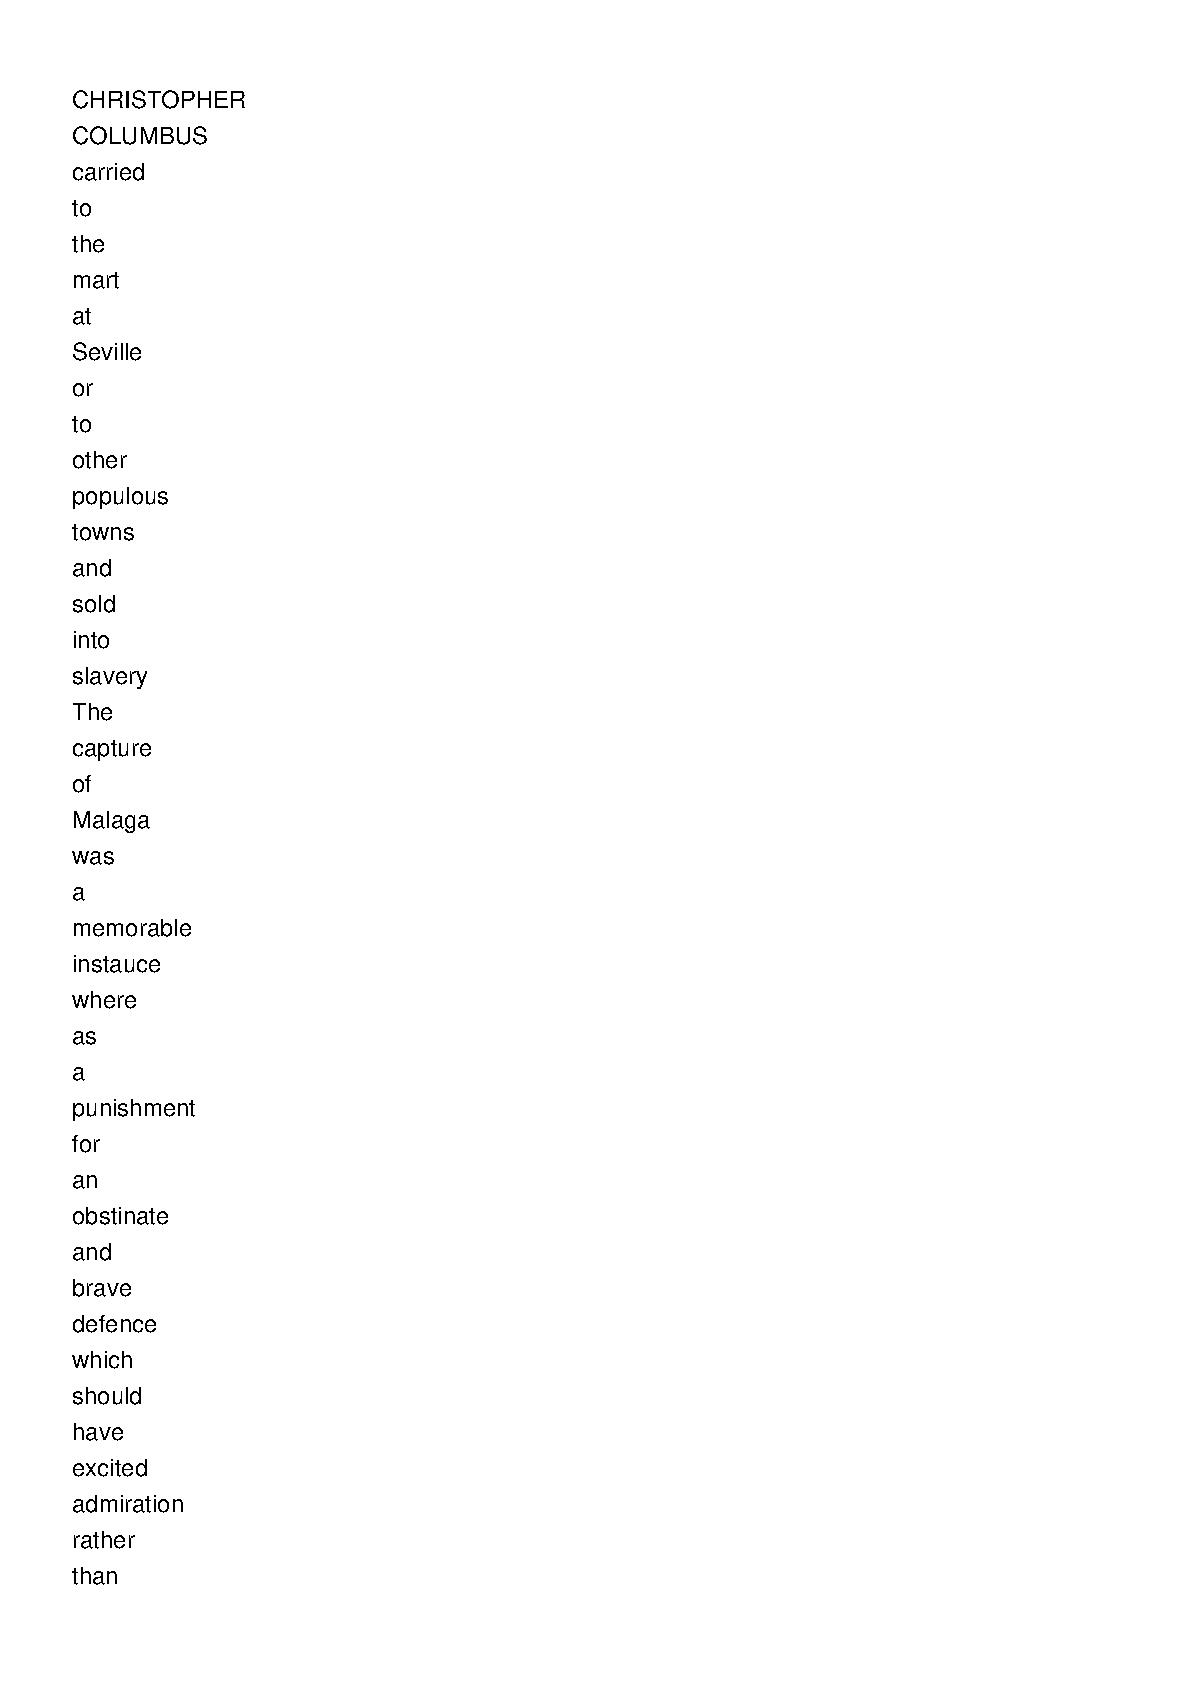 CHRISTOPHER
COLUMBUS
carried
to
the
mart
at
Seville
or
to
other
populous
towns
and
sold
into
slavery
The
capture
of
Malaga
was
a
memorable
instauce
where
as
a
punishment
for
an
obstinate
and
brave
defence
which
should
have
excited
admiration
rather
than